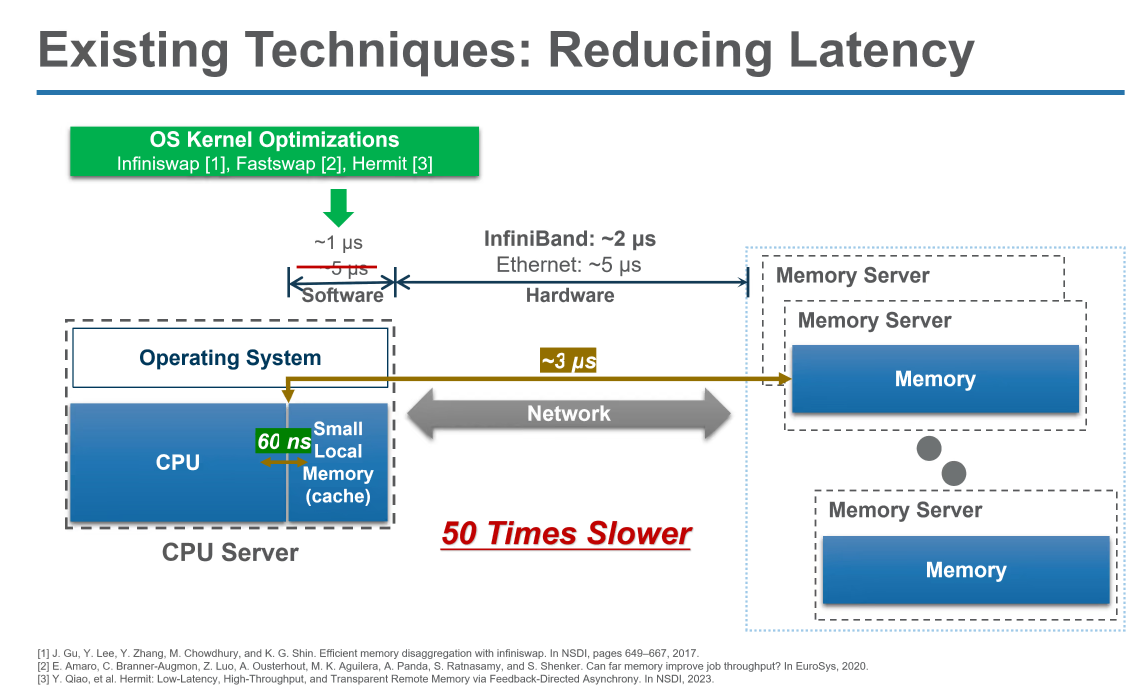 Existing Techniques: Reducing Latency
OS Kernel Optimizations
Infiniswap [1], Fastswap [2], Hermit [3]
~1 µs
~5 µs
Software
InfiniBand: ~2 µs
Ethernet: ~5 µs
Hardware
Memory Server
Memory Server
Memory
Operating System
~3 µs
Network
CPU
60 ns
Small
Local
Memory
(cache)
CPU Server
50 Times Slower
Memory Server
Memory
[1] J. Gu, Y. Lee, Y. Zhang, M. Chowdhury, and K. G. Shin. Efficient memory disaggregation with infiniswap. In NSDI, pages 649–667, 2017.
[2] E. Amaro, C. Branner-Augmon, Z. Luo, A. Ousterhout, M. K. Aguilera, A. Panda, S. Ratnasamy, and S. Shenker. Can far memory improve job throughput? In EuroSys, 2020.
[3] Y. Qiao, et al. Hermit: Low-Latency, High-Throughput, and Transparent Remote Memory via Feedback-Directed Asynchrony. In NSDI, 2023.